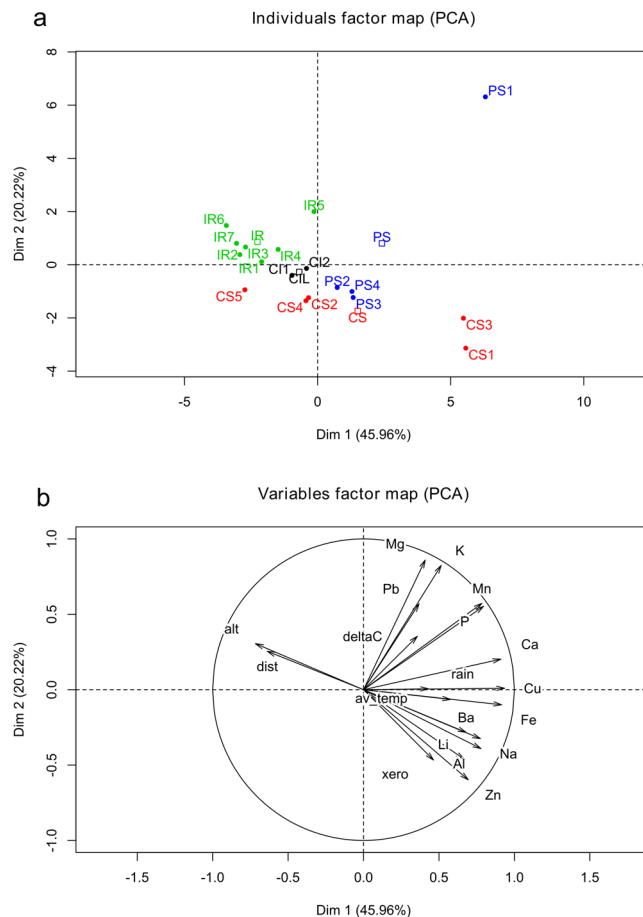 a
Individuals factor map (PCA)
8
6
4
2
0
-2
-4
Dim 2 (20.22%)
PS1
IR5
IR6
IR
PS
IR7
IR2
IR3
IR4
IR1
CI1
CI2
CIL
PS2
PS4
PS3
CS5
CS4
CS2
CS
CS3
CS1
-5
0
5
10
Dim 1 (45.96%)
b
Variables factor map (PCA)
1.0
0.5
0.0
-0.5
-1.0
Dim 2 (20.22%)
Mg
K
Pb
Mn
P
alt
deltaC
Ca
dist
rain
av_temp
Cu
Ba
Fe
Li
Na
Al
xero
Zn
-1.5
-1.0
-0.5
0.0
0.5
1.0
1.5
Dim 1 (45.96%)